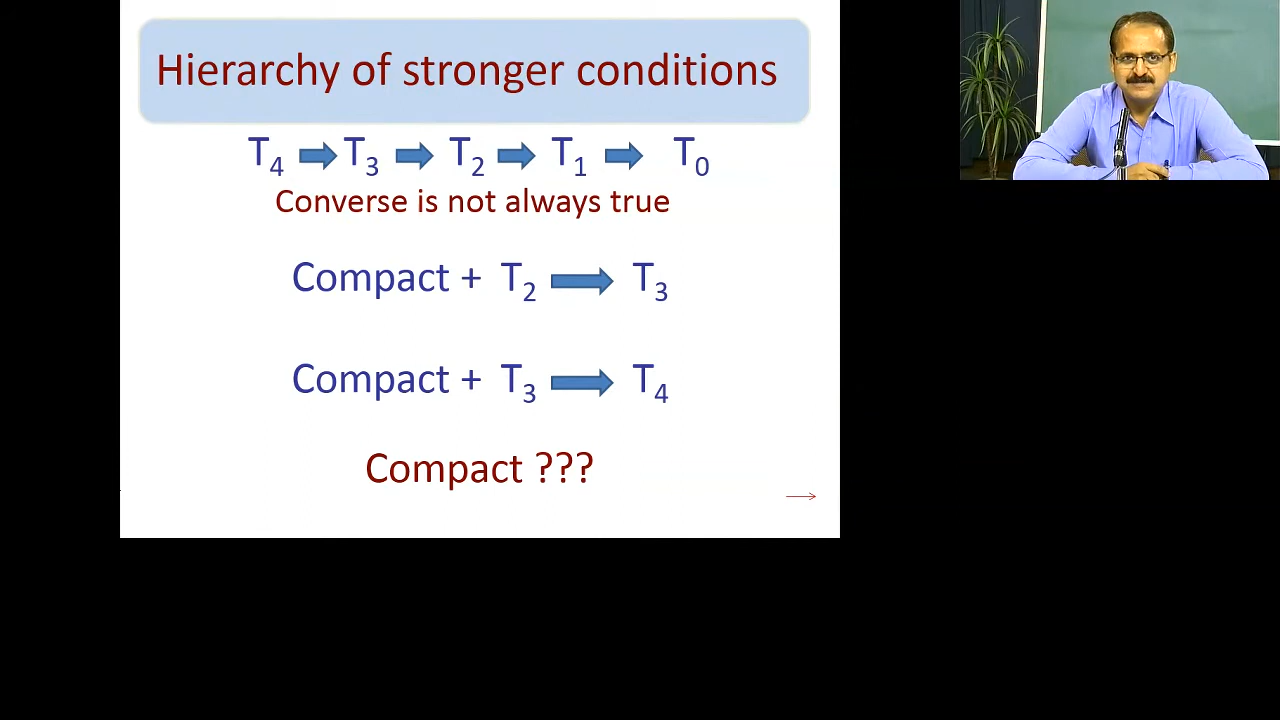 Hierarchy of stronger conditions
T₄ ➡ T₃ ➡ T₂ ➡ T₁ ➡ T₀
Converse is not always true
Compact + T₂ ➡ T₃
Compact + T₃ ➡ T₄
Compact ???